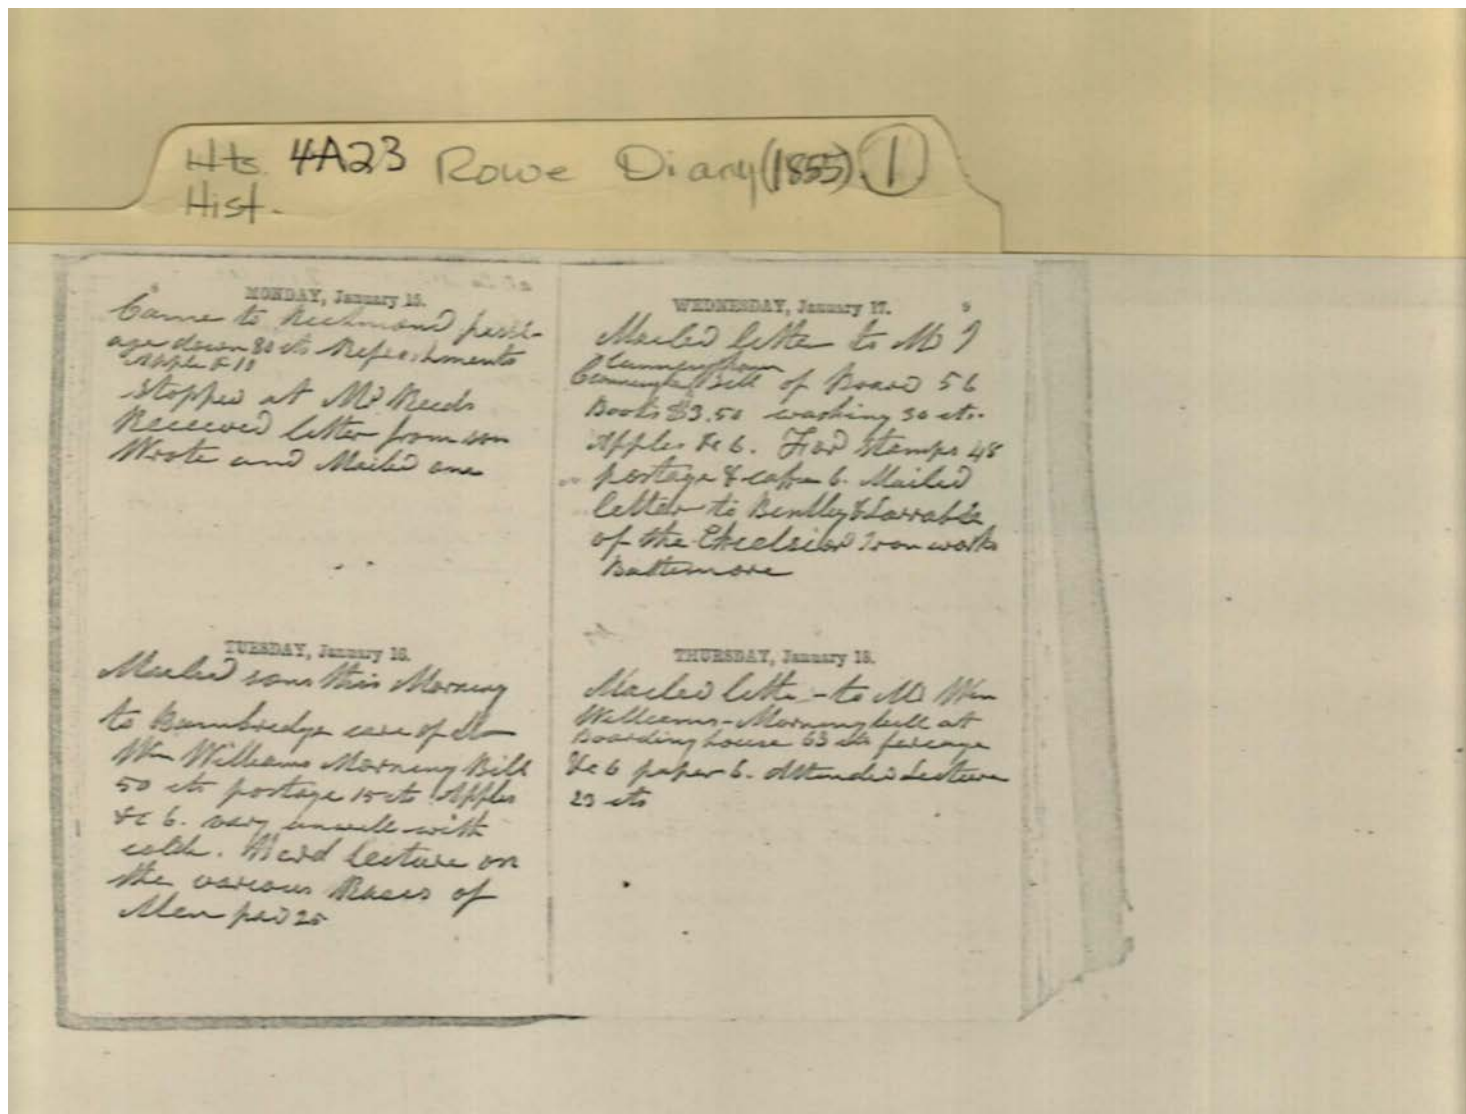 Hts. 4A23 Rowe Diary (1855). 1
Hist.
MONDAY, January 15.
Came to Richmond pass-
age down 80 cts Refreshments
Apples 10
Stopped at Mr Reeds
Received letter from son
Wrote and Mailed one
TUESDAY, January 16.
Mailed sons this Morning
to Bainbridge care of
Wm Williams Morning Bill
50 cts postage 15 cts Apples
&c 6. very unwell with
cold. Heard lecture on
the various Races of
Men paid 25
WEDNESDAY, January 17. 9
Mailed letter to Mr J
Cunningham
Bill of Board 56
Boots $3.50 washing 30 cts.
Apples &c 6. For Stamps 48
postage & 6. Mailed
letter to Bentley & Larrabee
of the Excelsior Iron works
Baltimore
THURSDAY, January 18.
Mailed letter to Mr Wm
Williams - Morning bill at
Boarding house 63 cts
&c 6 paper 6. Attended Lecture
25 cts